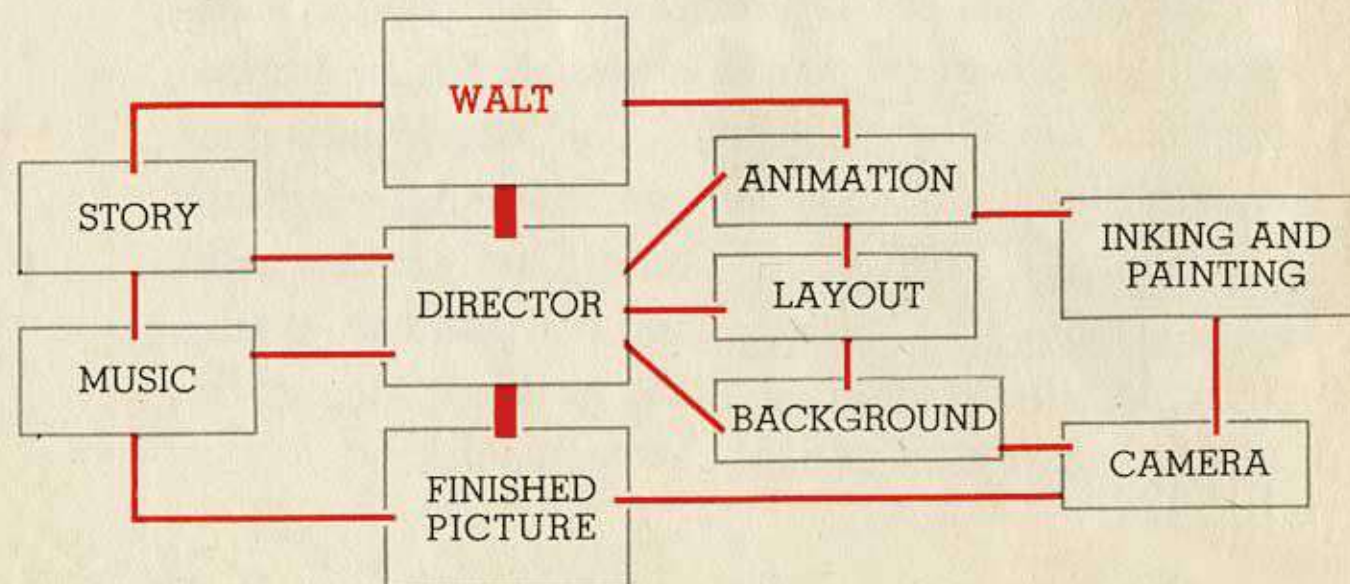 WALT
STORY
ANIMATION
INKING AND
PAINTING
DIRECTOR
LAYOUT
MUSIC
BACKGROUND
CAMERA
FINISHED
PICTURE